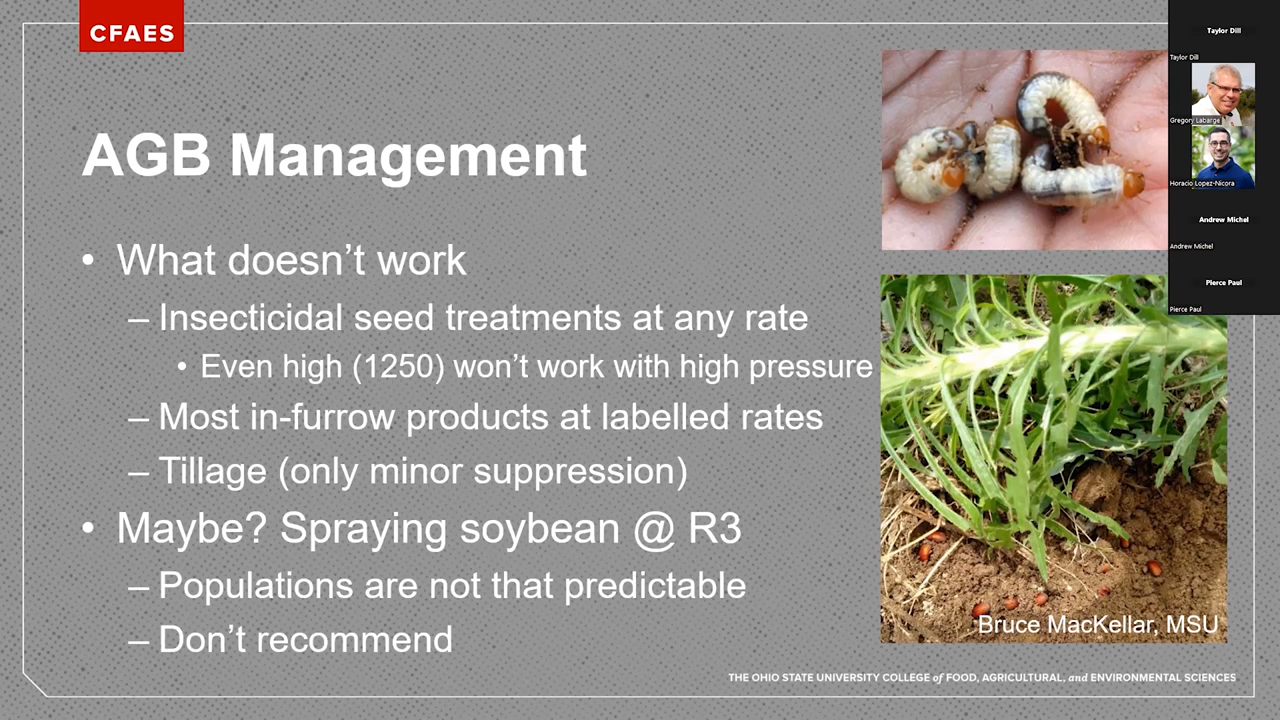 CFAES
AGB Management
• What doesn’t work
– Insecticidal seed treatments at any rate
• Even high (1250) won’t work with high pressure
– Most in-furrow products at labelled rates
– Tillage (only minor suppression)
• Maybe? Spraying soybean @ R3
– Populations are not that predictable
– Don’t recommend
Bruce MacKellar, MSU
THE OHIO STATE UNIVERSITY COLLEGE of FOOD, AGRICULTURAL, and ENVIRONMENTAL SCIENCES
Taylor Dill
Taylor Dill
Gregory Labarge
Horacio Lopez-Nicora
Andrew Michel
Andrew Michel
Pierce Paul
Pierce Paul